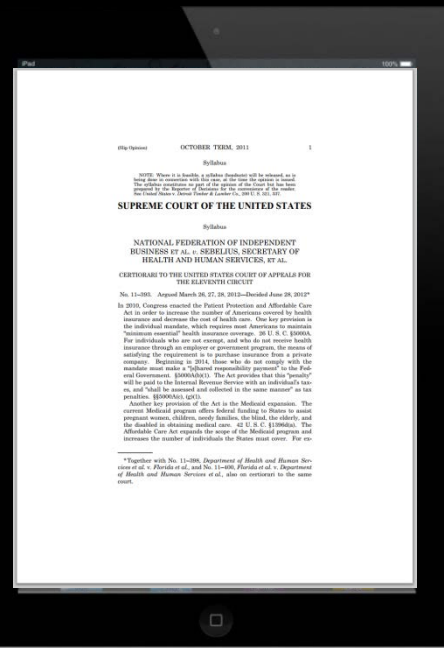 iPad 100%
(Slip Opinion) OCTOBER TERM, 2011 1
Syllabus
NOTE: Where it is feasible, a syllabus (headnote) will be released, as is
being done in connection with this case, at the time the opinion is issued.
The syllabus constitutes no part of the opinion of the Court but has been
prepared by the Reporter of Decisions for the convenience of the reader.
See United States v. Detroit Timber & Lumber Co., 200 U. S. 321, 337.
SUPREME COURT OF THE UNITED STATES
Syllabus
NATIONAL FEDERATION OF INDEPENDENT
BUSINESS ET AL. v. SEBELIUS, SECRETARY OF
HEALTH AND HUMAN SERVICES, ET AL.
CERTIORARI TO THE UNITED STATES COURT OF APPEALS FOR
THE ELEVENTH CIRCUIT
No. 11–393. Argued March 26, 27, 28, 2012—Decided June 28, 2012*
In 2010, Congress enacted the Patient Protection and Affordable Care
Act in order to increase the number of Americans covered by health
insurance and decrease the cost of health care. One key provision is
the individual mandate, which requires most Americans to maintain
“minimum essential” health insurance coverage. 26 U. S. C. §5000A.
For individuals who are not exempt, and who do not receive health
insurance through an employer or government program, the means of
satisfying the requirement is to purchase insurance from a private
company. Beginning in 2014, those who do not comply with the
mandate must make a “[s]hared responsibility payment” to the Fed-
eral Government. §5000A(b)(1). The Act provides that this “penalty”
will be paid to the Internal Revenue Service with an individual’s tax-
es, and “shall be assessed and collected in the same manner” as tax
penalties. §§5000A(c), (g)(1).
Another key provision of the Act is the Medicaid expansion. The
current Medicaid program offers federal funding to States to assist
pregnant women, children, needy families, the blind, the elderly, and
the disabled in obtaining medical care. 42 U. S. C. §1396d(a). The
Affordable Care Act expands the scope of the Medicaid program and
increases the number of individuals the States must cover. For ex-
*Together with No. 11–398, Department of Health and Human Ser-
vices et al. v. Florida et al., and No. 11–400, Florida et al. v. Department
of Health and Human Services et al., also on certiorari to the same
court.